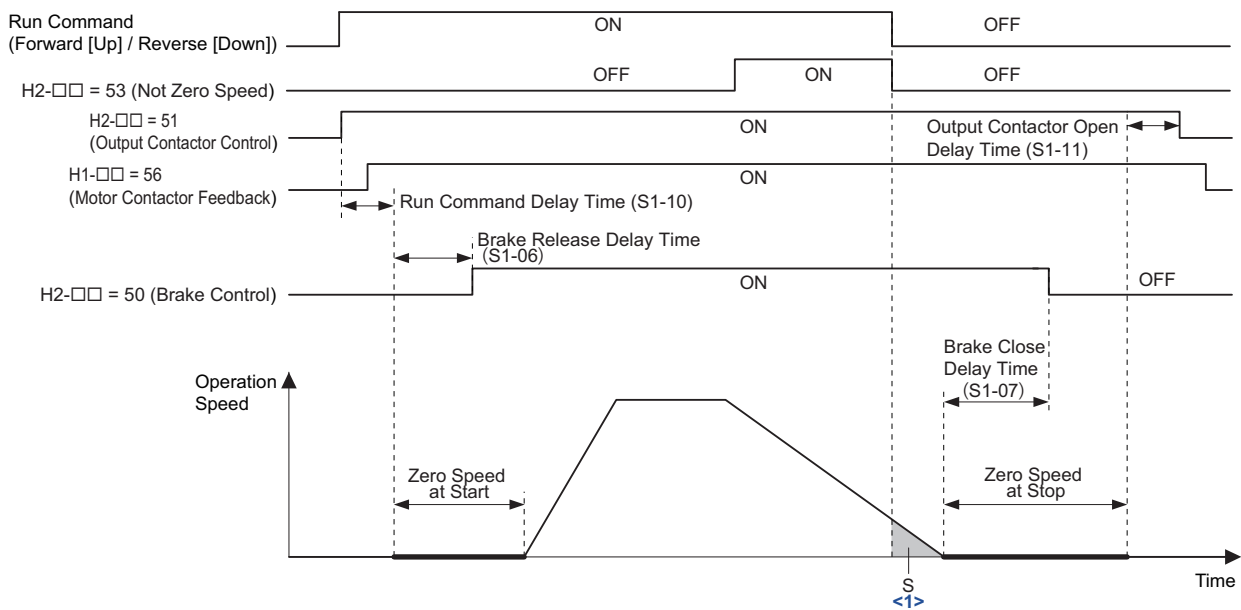 Run Command
(Forward [Up] / Reverse [Down])
ON
OFF
H2-□□ = 53 (Not Zero Speed)
OFF
ON
OFF
H2-□□ = 51
(Output Contactor Control)
ON
Output Contactor Open
Delay Time (S1-11)
H1-□□ = 56
(Motor Contactor Feedback)
ON
Run Command Delay Time (S1-10)
Brake Release Delay Time
(S1-06)
H2-□□ = 50 (Brake Control)
ON
OFF
Brake Close
Delay Time
(S1-07)
Operation
Speed
Zero Speed
at Start
Zero Speed
at Stop
S
<1>
Time